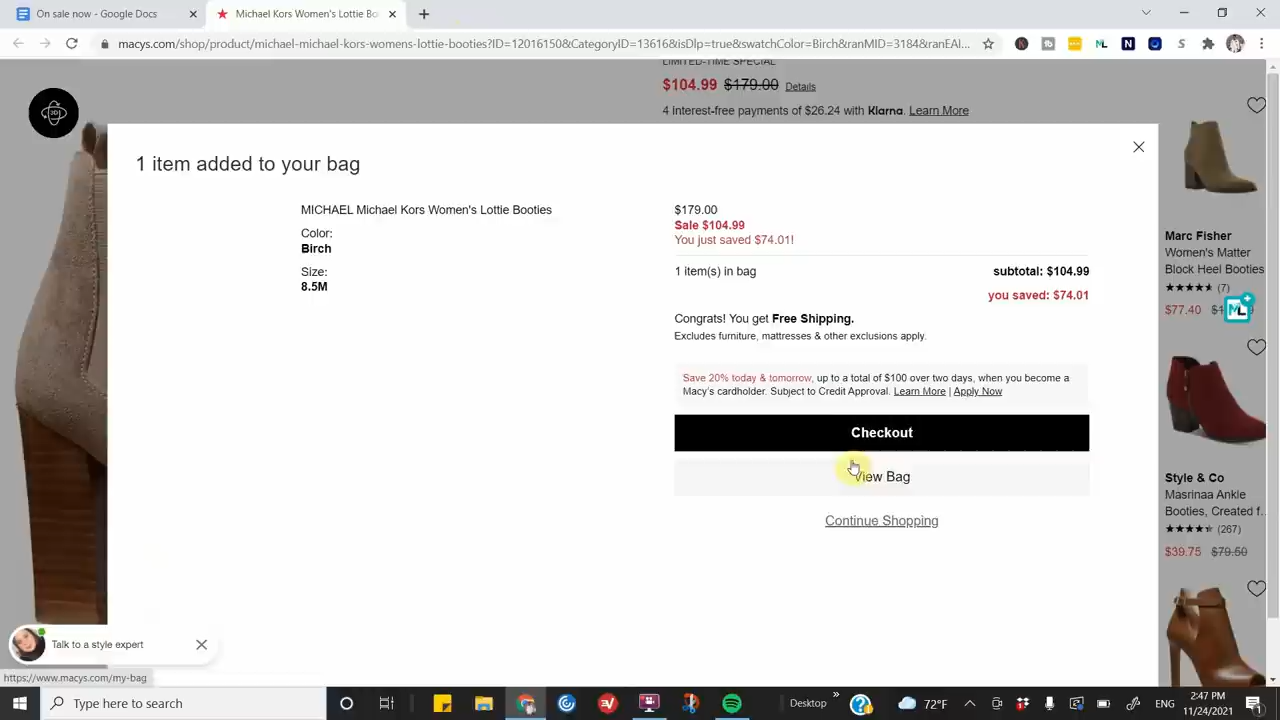 On sale now - Google Docs
Michael Kors Women's Lottie Bo
macys.com/shop/product/michael-michael-kors-womens-lottie-booties?ID=12016150&CategoryID=13616&isDlp=true&swatchColor=Birch&ranMID=3184&ranEAI...
LIMITED-TIME SPECIAL
$104.99 $179.00 Details
4 interest-free payments of $26.24 with Klarna. Learn More
3D
1 item added to your bag
MICHAEL Michael Kors Women's Lottie Booties
Color:
Birch
Size:
8.5M
$179.00
Sale $104.99
You just saved $74.01!
1 item(s) in bag
subtotal: $104.99
you saved: $74.01
Congrats! You get Free Shipping.
Excludes furniture, mattresses & other exclusions apply.
Save 20% today & tomorrow, up to a total of $100 over two days, when you become a
Macy's cardholder. Subject to Credit Approval. Learn More | Apply Now
Checkout
View Bag
Continue Shopping
Marc Fisher
Women's Matter
Block Heel Booties
(7)
$77.40
ML
Style & Co
Masrinaa Ankle
Booties, Created f...
(267)
$39.75 $79.50
Talk to a style expert
https://www.macys.com/my-bag
Type here to search
Desktop
72°F
ENG
2:47 PM
11/24/2021